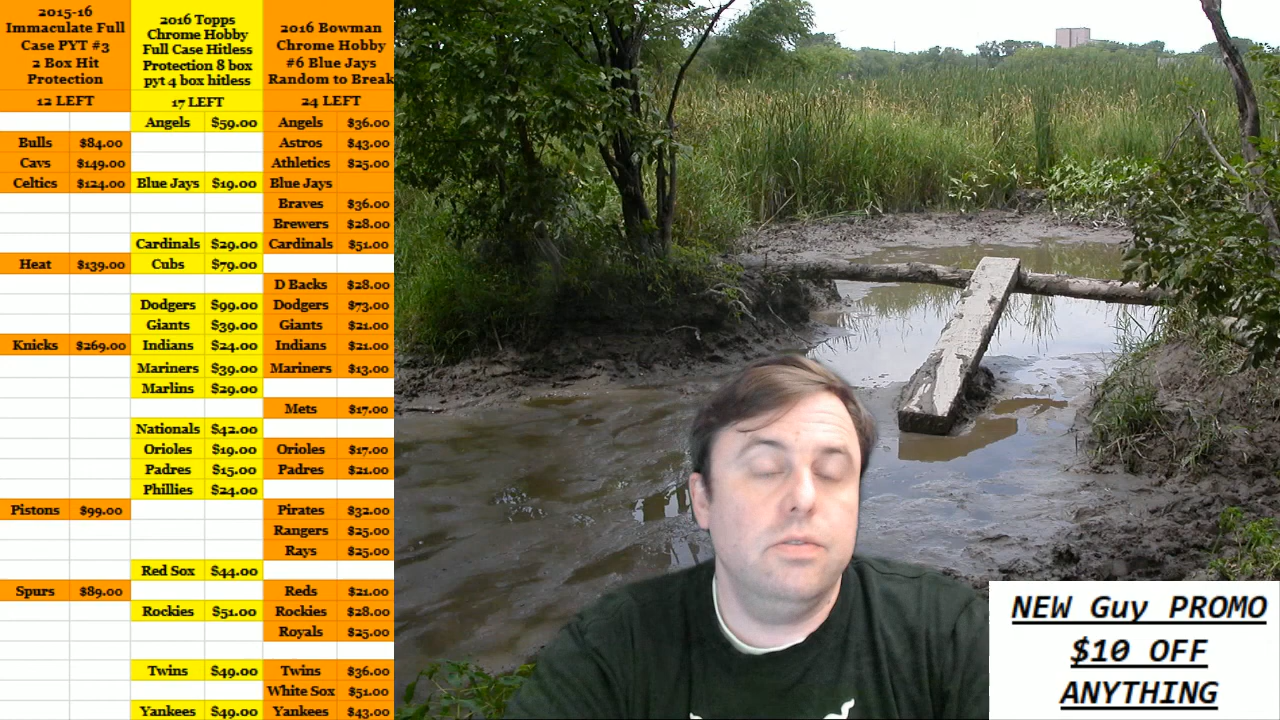 2015-16
Immaculate Full
Case PYT #3
2 Box Hit
Protection
12 LEFT
Bulls $84.00
Cavs $149.00
Celtics $124.00
Heat $139.00
Knicks $269.00
Pistons $99.00
Spurs $89.00
2016 Topps
Chrome Hobby
Full Case Hitless
Protection 8 box
pyt 4 box hitless
17 LEFT
Angels $59.00
Blue Jays $19.00
Cardinals $29.00
Cubs $79.00
Dodgers $99.00
Giants $39.00
Indians $24.00
Mariners $39.00
Marlins $29.00
Nationals $42.00
Orioles $19.00
Padres $15.00
Phillies $24.00
Red Sox $44.00
Rockies $51.00
Twins $49.00
Yankees $49.00
2016 Bowman
Chrome Hobby
#6 Blue Jays
Random to Break
24 LEFT
Angels $36.00
Astros $43.00
Athletics $25.00
Blue Jays
Braves $36.00
Brewers $28.00
Cardinals $51.00
D Backs $28.00
Dodgers $73.00
Giants $21.00
Indians $21.00
Mariners $13.00
Mets $17.00
Orioles $17.00
Padres $21.00
Pirates $32.00
Rangers $25.00
Rays $25.00
Reds $21.00
Rockies $28.00
Royals $25.00
Twins $36.00
White Sox $51.00
Yankees $43.00
NEW Guy PROMO
$10 OFF
ANYTHING